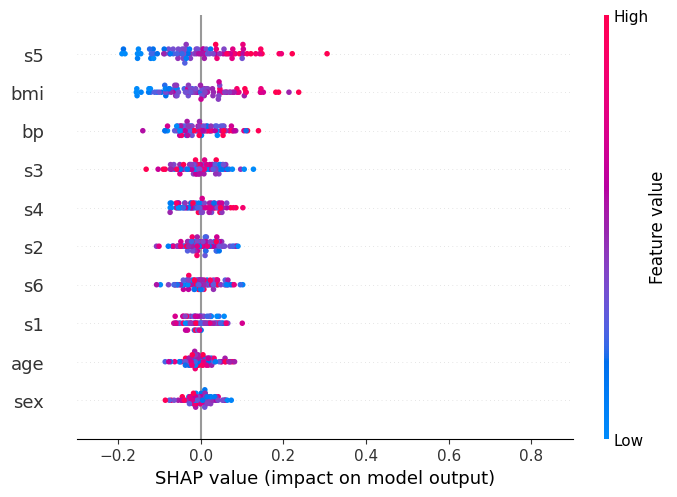 High
s5
bmi
bp
s3
s4
s2
s6
s1
age
sex
Feature value
Low
−0.2 0.0 0.2 0.4 0.6 0.8
SHAP value (impact on model output)